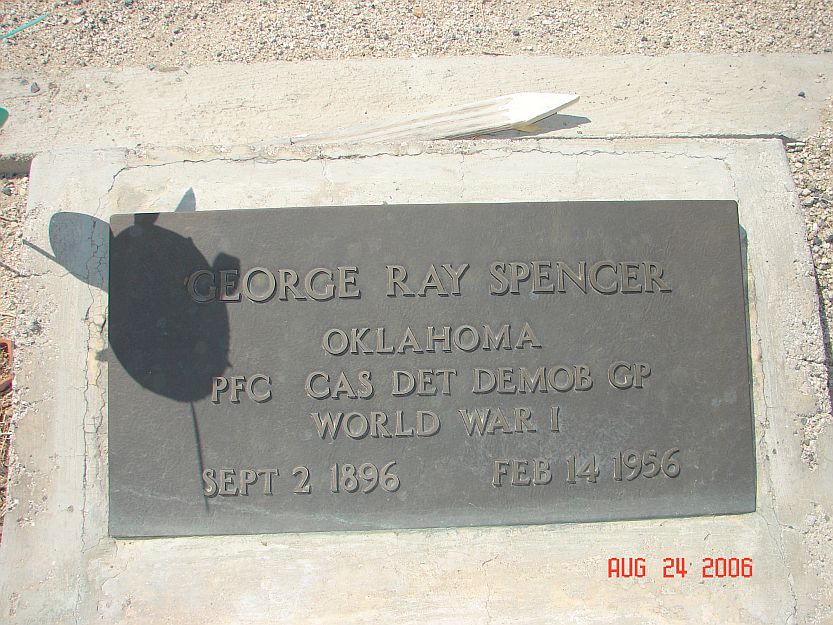 GEORGE RAY SPENCER
OKLAHOMA
PFC CAS DET DEMOB GP
WORLD WAR I
SEPT 2 1896 FEB 14 1956
AUG 24 2006